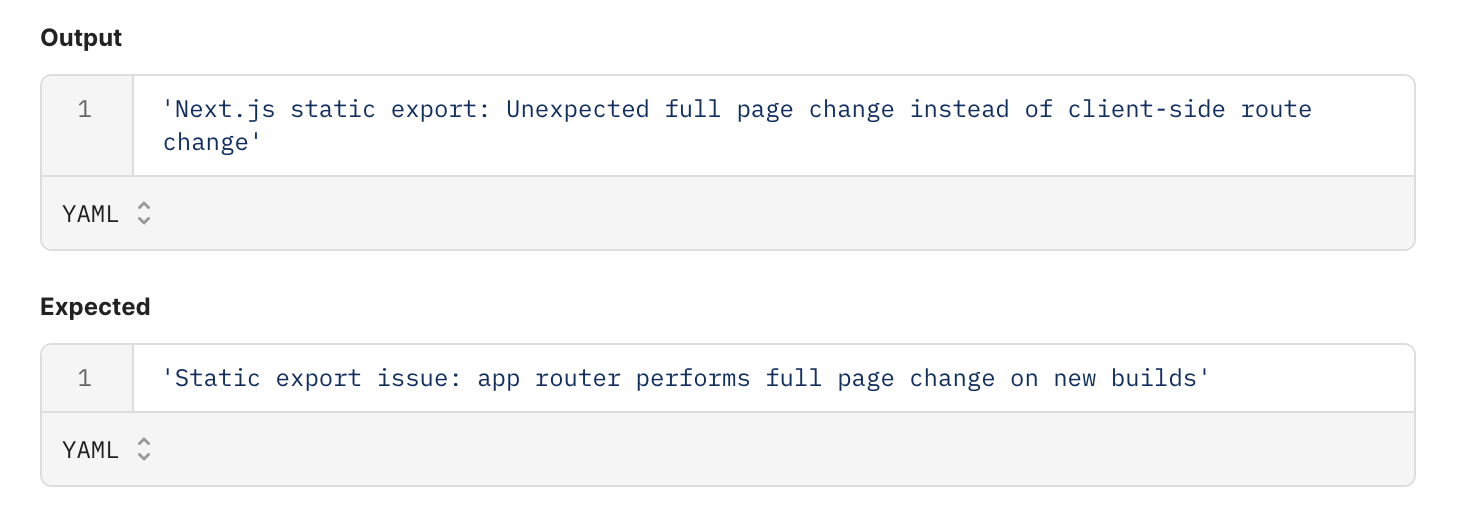 Output
1
'Next.js static export: Unexpected full page change instead of client-side route
change'
YAML
Expected
1
'Static export issue: app router performs full page change on new builds'
YAML